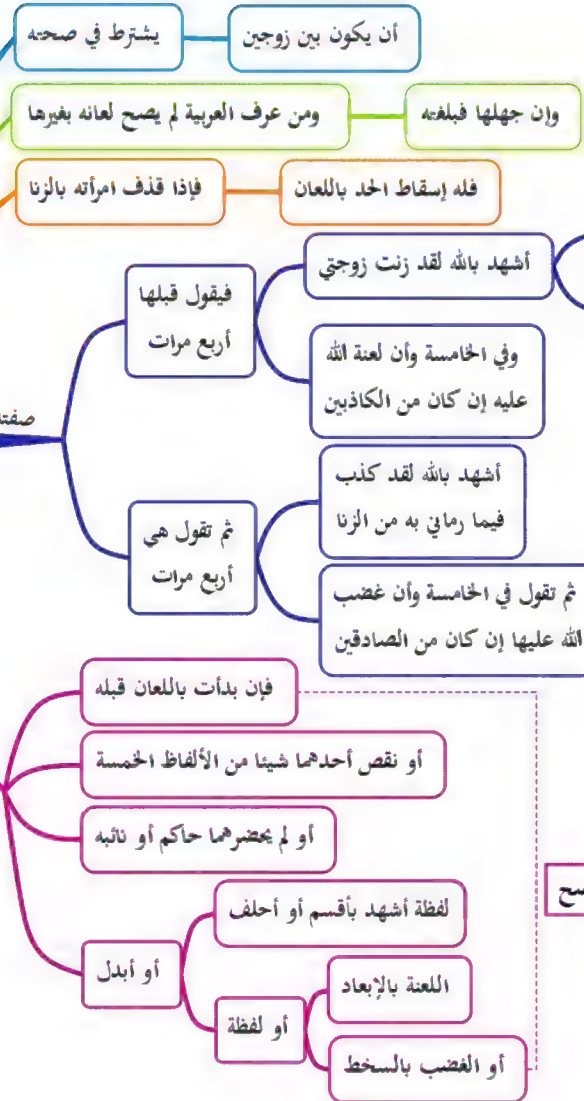 يشترط في صحته
أن يكون بين زوجين
ومن عرف العربية لم يصح لعانه بغيرها
وإن جهلها فبلغته
فإذا قذف امرأته بالزنا
فله إسقاط الحد باللعان
فيقول قبلها
أربع مرات
أشهد بالله لقد زنت زوجتي
وفي الخامسة وأن لعنة الله
عليه إن كان من الكاذبين
ثم تقول هي
أربع مرات
أشهد بالله لقد كذب
فيما رماني به من الزنا
ثم تقول في الخامسة وأن غضب
الله عليها إن كان من الصادقين
فإن بدأت باللعان قبله
أو نقص أحدهما شيئا من الألفاظ الخمسة
أو لم يحضرهما حاكم أو نائبه
أو أبدل
لفظة أشهد بأقسم أو أحلف
أو لفظة
اللعنة بالإبعاد
أو الغضب بالسخط